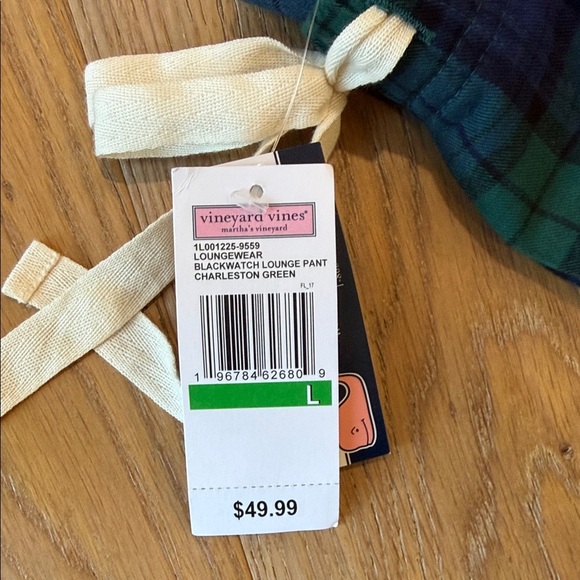 vineyard vines®
martha's vineyard
1L001225-9559
LOUNGEWEAR
BLACKWATCH LOUNGE PANT
CHARLESTON GREEN
FL_17
1 96784 62680 9
L
$49.99